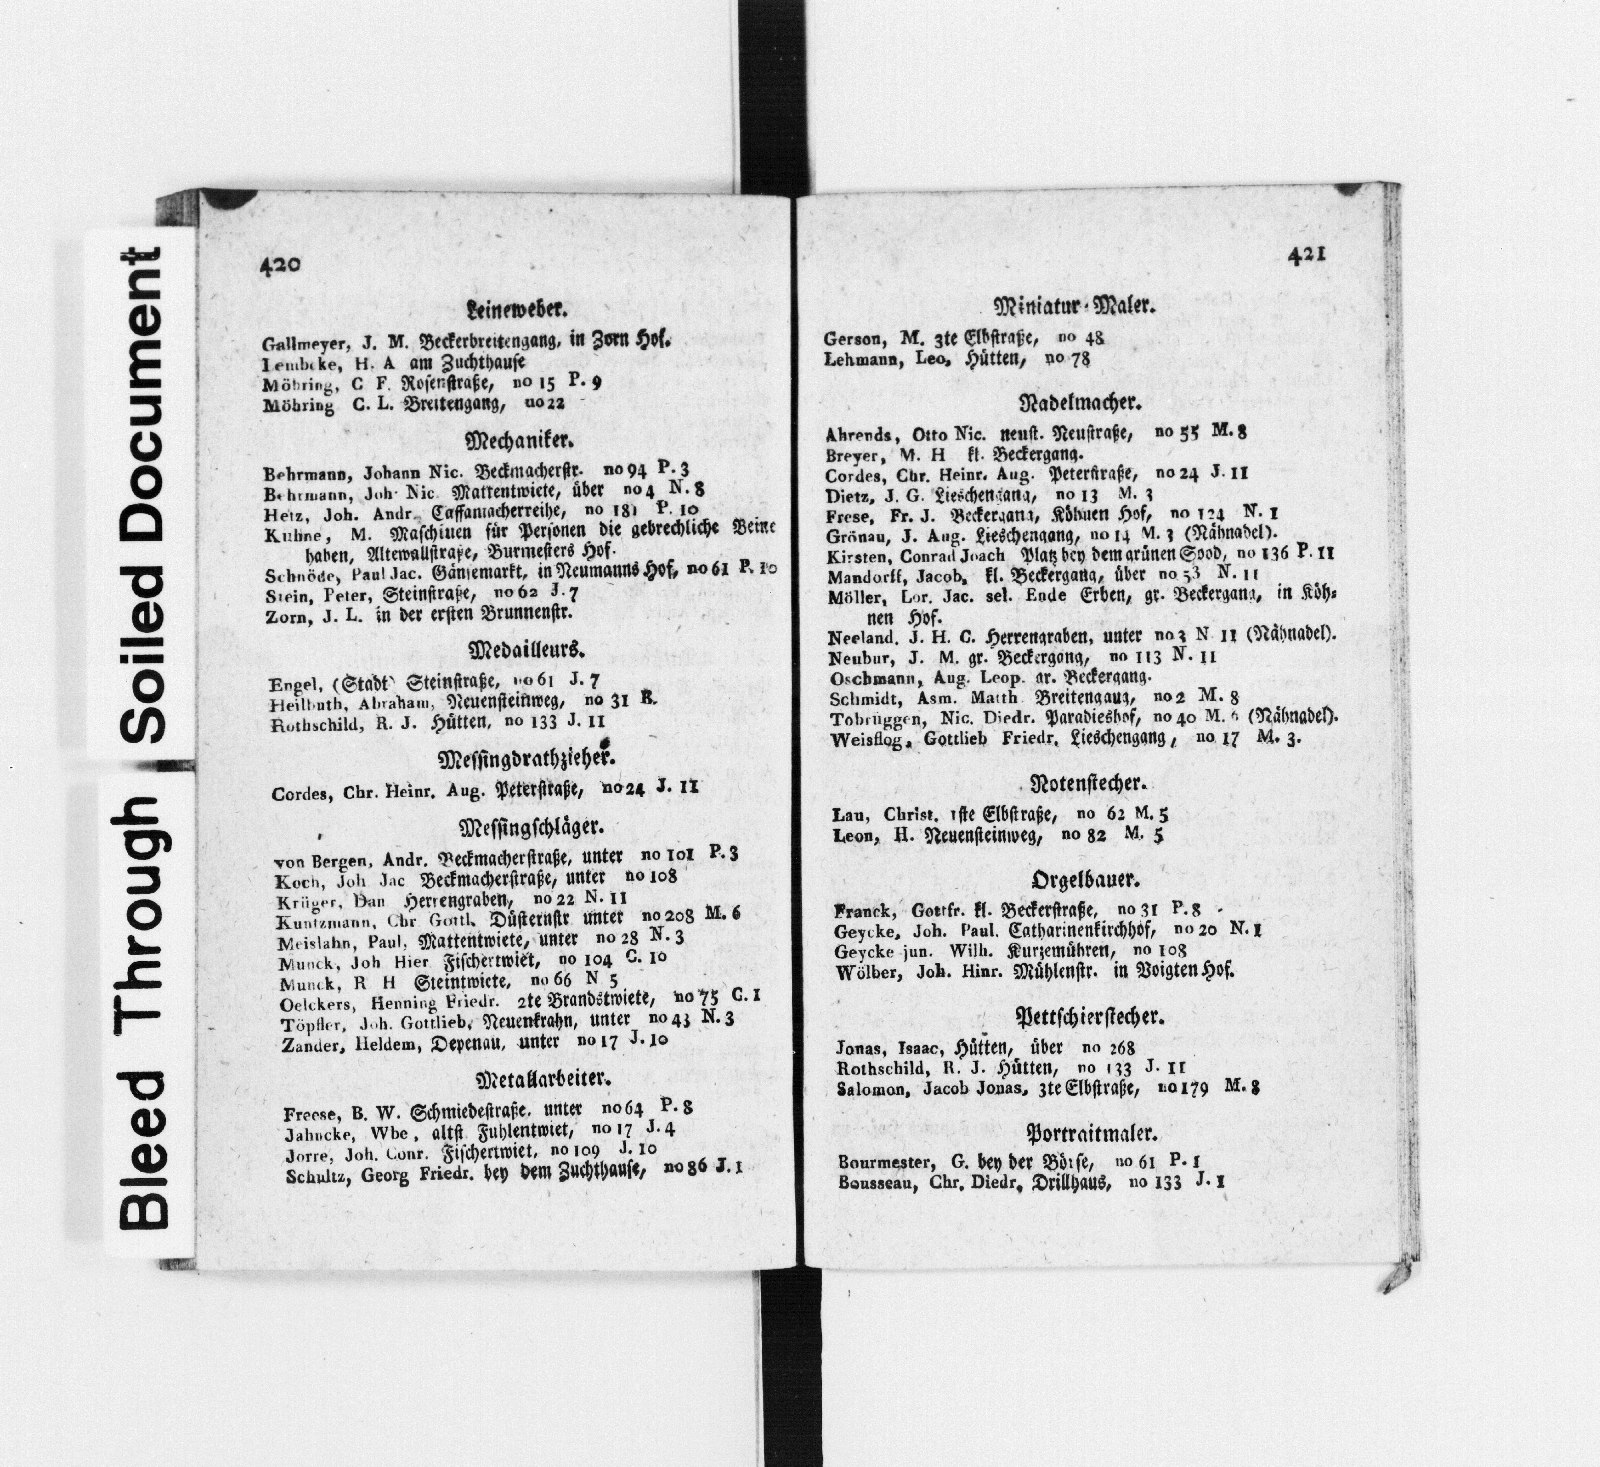 Soiled Document
Bleed Through
420
Leineweber.
Gallmeyer, J. M. Beckerbreitengang, in Zorn Hof.
Lembcke, H. A am Zuchthause
Möhring, C F. Rosenstraße, no 15 P. 9
Möhring C. L. Breitengang, no 22
Mechaniker.
Behrmann, Johann Nic. Beckmacherstr. no 94 P. 3
Behrmann, Joh. Nic. Mattentwiete, über no 4 N. 8
Hetz, Joh. Andr. Caffamacherreihe, no 181 P. 10
Kuhne, M. Maschinen für Personen die gebrechliche Beine
haben, Altewallstraße, Burmesters Hof.
Schnöde, Paul Jac. Gänsemarkt, in Neumanns Hof, no 61 P. 10
Stein, Peter, Steinstraße, no 62 J. 7
Zorn, J. L. in der ersten Brunnenstr.
Medailleurs.
Engel, (Stadt) Steinstraße, no 61 J. 7
Heilbuth, Abraham, Neuensteinweg, no 31 R.
Rothschild, R. J. Hütten, no 133 J. 11
Messingdrathzieher.
Cordes, Chr. Heinr. Aug. Peterstraße, no 24 J. 11
Messingschläger.
von Bergen, Andr. Beckmacherstraße, unter no 101 P. 3
Koch, Joh Jac Beckmacherstraße, unter no 108
Krüger, Dan Herrengraben, no 22 N. 11
Kuntzmann, Chr Gottl. Düsternstr unter no 208 M. 6
Meislahn, Paul, Mattentwiete, unter no 28 N. 3
Munck, Joh Hier Fischertwiet, no 104 C. 10
Munck, R H Steintwiete, no 66 N 5
Oelckers, Henning Friedr. 2te Brandstwiete, no 75 C. 1
Töpffer, Joh. Gottlieb, Neuenkrahn, unter no 43 N. 3
Zander, Heldem, Depenau, unter no 17 J. 10
Metallarbeiter.
Freese, B. W. Schmiedestraße. unter no 64 P. 8
Jahncke, Wbe, altst Fuhlentwiet, no 17 J. 4
Jorre, Joh. Conr. Fischertwiet, no 109 J. 10
Schultz, Georg Friedr. bey dem Zuchthause, no 86 J. 1
421
Miniatur-Maler.
Gerson, M. 3te Elbstraße, no 48
Lehmann, Leo, Hütten, no 78
Nadelmacher.
Ahrends, Otto Nic. neust. Neustraße, no 55 M. 8
Breyer, M. H kl. Beckergang.
Cordes, Chr. Heinr. Aug. Peterstraße, no 24 J. 11
Dietz, J. G. Lieschengang, no 13 M. 3
Frese, Fr. J. Beckergang, Köhnen Hof, no 124 N. 1
Grönau, J. Aug. Lieschengang, no 14 M. 3 (Nähnadel).
Kirsten, Conrad Joach Platz bey dem grünen Sood, no 136 P. 11
Mandorff, Jacob, kl. Beckergang, über no 53 N. 11
Möller, Lor. Jac. sel. Ende Erben, gr. Beckergang, in Köh-
nen Hof.
Neeland, J. H. C. Herrengraben, unter no 3 N 11 (Nähnadel).
Neubur, J. M. gr. Beckergang, no 113 N. 11
Oschmann, Aug. Leop. gr. Beckergang.
Schmidt, Asm. Matth Breitengang, no 2 M. 8
Tobrüggen, Nic. Diedr. Paradieshof, no 40 M. 6 (Nähnadel).
Weisflog, Gottlieb Friedr. Lieschengang, no 17 M. 3.
Notenstecher.
Lau, Christ. 1ste Elbstraße, no 62 M. 5
Leon, H. Neuensteinweg, no 82 M. 5
Orgelbauer.
Franck, Gottfr. kl. Beckerstraße, no 31 P. 8
Geycke, Joh. Paul. Catharinenkirchhof, no 20 N. 1
Geycke jun. Wilh. Kurzemühren, no 108
Wölber, Joh. Hinr. Mühlenstr. in Voigten Hof.
Pettschierstecher.
Jonas, Isaac, Hütten, über no 268
Rothschild, R. J. Hütten, no 133 J. 11
Salomon, Jacob Jonas, 3te Elbstraße, no 179 M. 8
Portraitmaler.
Bourmester, G. bey der Börse, no 61 P. 1
Bousseau, Chr. Diedr. Drillhaus, no 133 J. 1